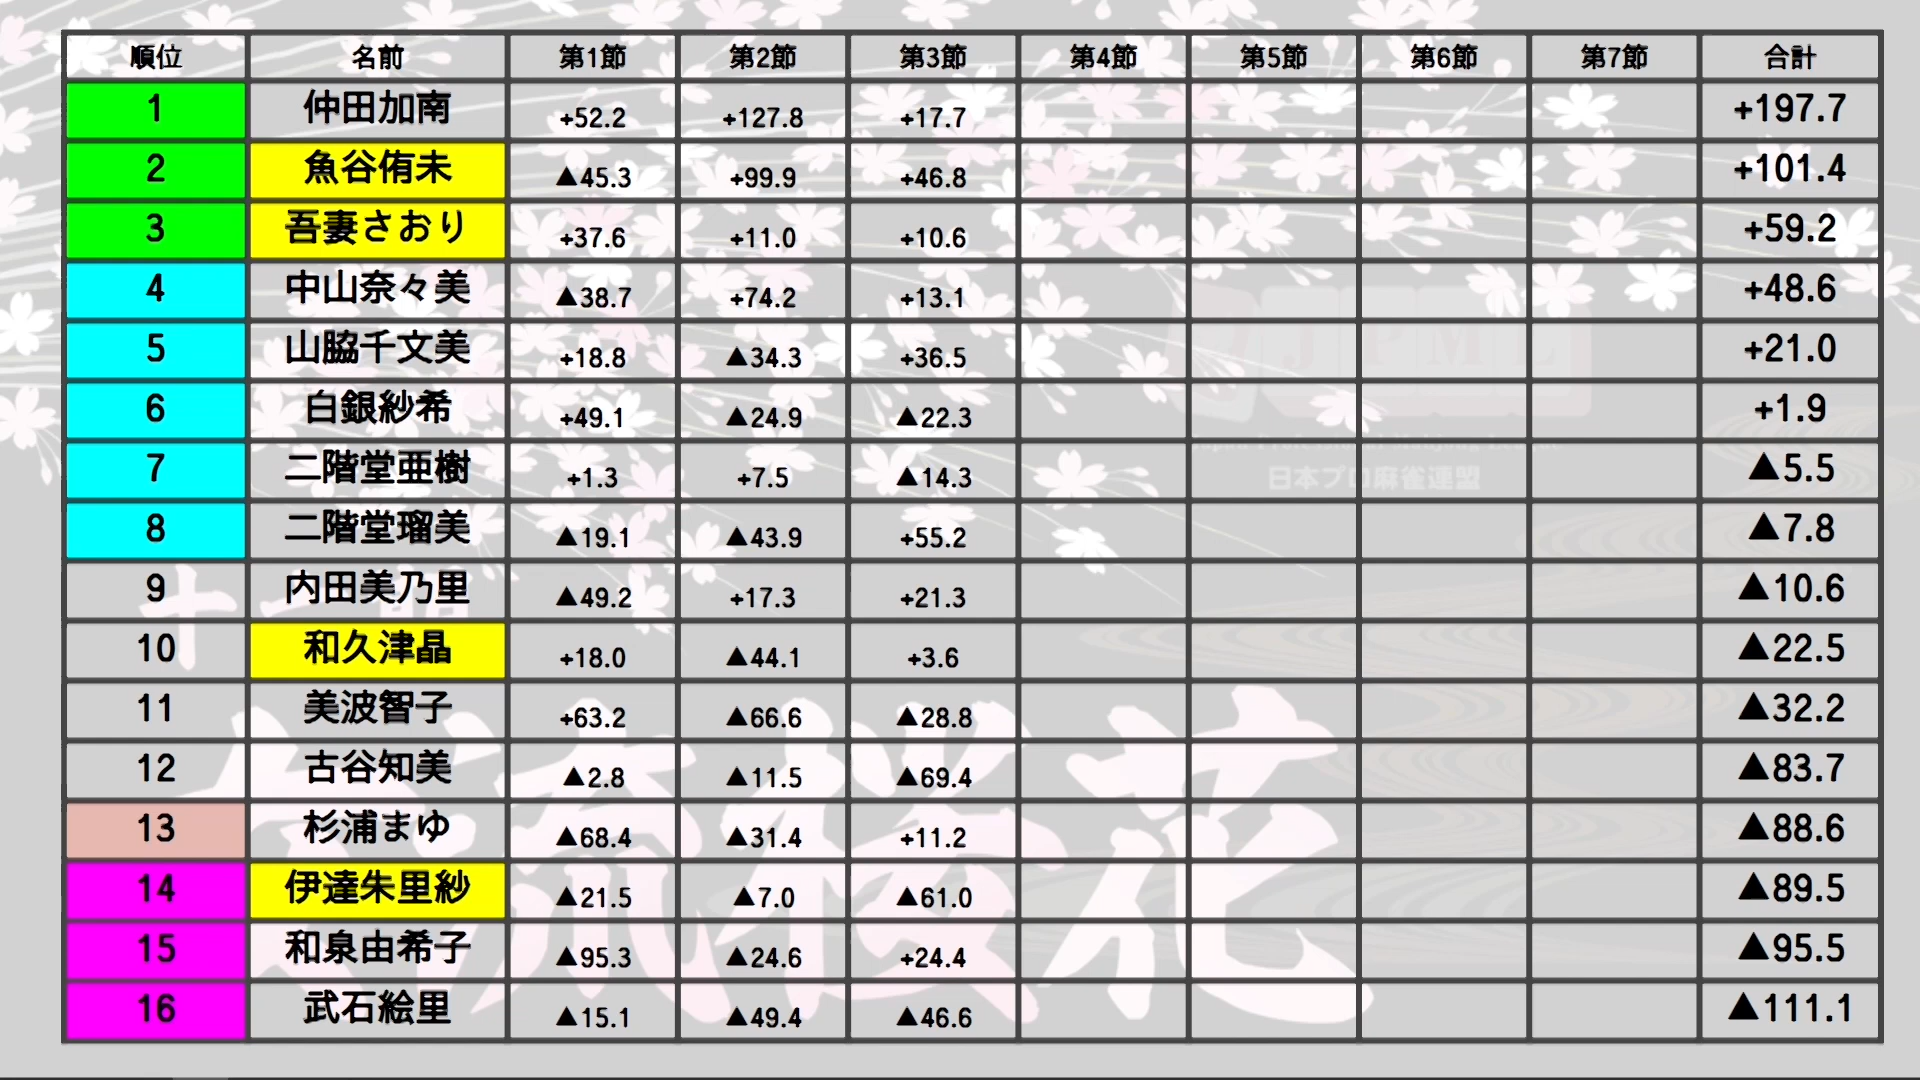 順位 名前 第1節 第2節 第3節 第4節 第5節 第6節 第7節 合計
1 仲田加南 +52.2 +127.8 +17.7 +197.7
2 魚谷侑未 ▲45.3 +99.9 +46.8 +101.4
3 吾妻さおり +37.6 +11.0 +10.6 +59.2
4 中山奈々美 ▲38.7 +74.2 +13.1 +48.6
5 山脇千文美 +18.8 ▲34.3 +36.5 +21.0
6 白銀紗希 +49.1 ▲24.9 ▲22.3 +1.9
7 二階堂亜樹 +1.3 +7.5 ▲14.3 ▲5.5
8 二階堂瑠美 ▲19.1 ▲43.9 +55.2 ▲7.8
9 内田美乃里 ▲49.2 +17.3 +21.3 ▲10.6
10 和久津晶 +18.0 ▲44.1 +3.6 ▲22.5
11 美波智子 +63.2 ▲66.6 ▲28.8 ▲32.2
12 古谷知美 ▲2.8 ▲11.5 ▲69.4 ▲83.7
13 杉浦まゆ ▲68.4 ▲31.4 +11.2 ▲88.6
14 伊達朱里紗 ▲21.5 ▲7.0 ▲61.0 ▲89.5
15 和泉由希子 ▲95.3 ▲24.6 +24.4 ▲95.5
16 武石絵里 ▲15.1 ▲49.4 ▲46.6 ▲111.1
JPML
日本プロ麻雀連盟
女流桜花